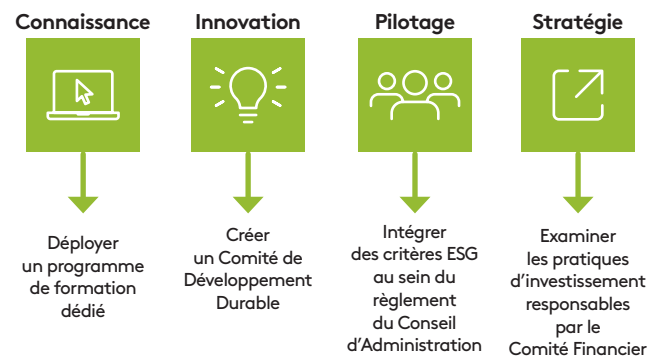 Connaissance
Innovation
Pilotage
Stratégie
Déployer
un programme
de formation
dédié
Créer
un Comité de
Développement
Durable
Intégrer
des critères ESG
au sein du
règlement
du Conseil
d'Administration
Examiner
les pratiques
d'investissement
responsables
par le
Comité Financier